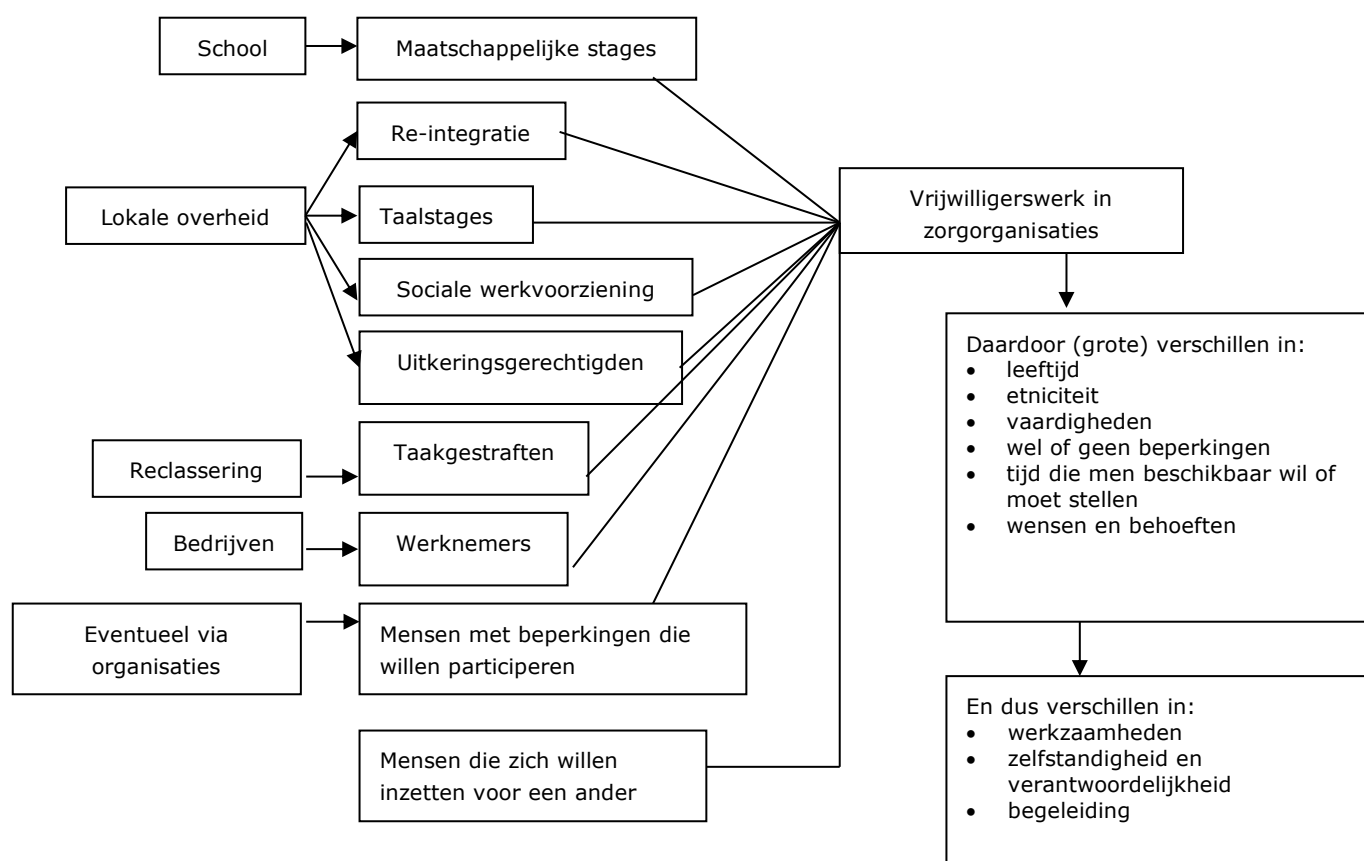 School
Maatschappelijke stages
Re-integratie
Lokale overheid
Taalstages
Sociale werkvoorziening
Uitkeringsgerechtigden
Reclassering
Taakgestraften
Bedrijven
Werknemers
Eventueel via
organisaties
Mensen met beperkingen die
willen participeren
Mensen die zich willen
inzetten voor een ander
Vrijwilligerswerk in
zorgorganisaties
Daardoor (grote) verschillen in:
• leeftijd
• etniciteit
• vaardigheden
• wel of geen beperkingen
• tijd die men beschikbaar wil of
moet stellen
• wensen en behoeften
En dus verschillen in:
• werkzaamheden
• zelfstandigheid en
verantwoordelijkheid
• begeleiding